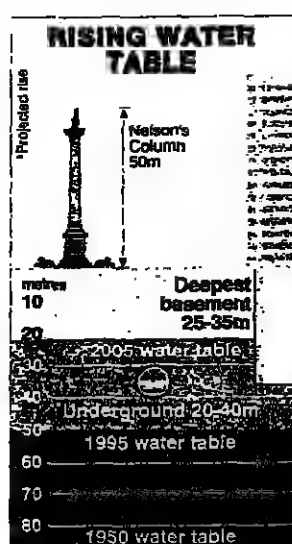 RISING WATER
TABLE
*Projected rise
Nelson's
Column
50m
metres
10
Deepest
basement
25-35m
20
2005 water table
30
40
Underground 20-40m
50
1995 water table
60
70
80
1950 water table